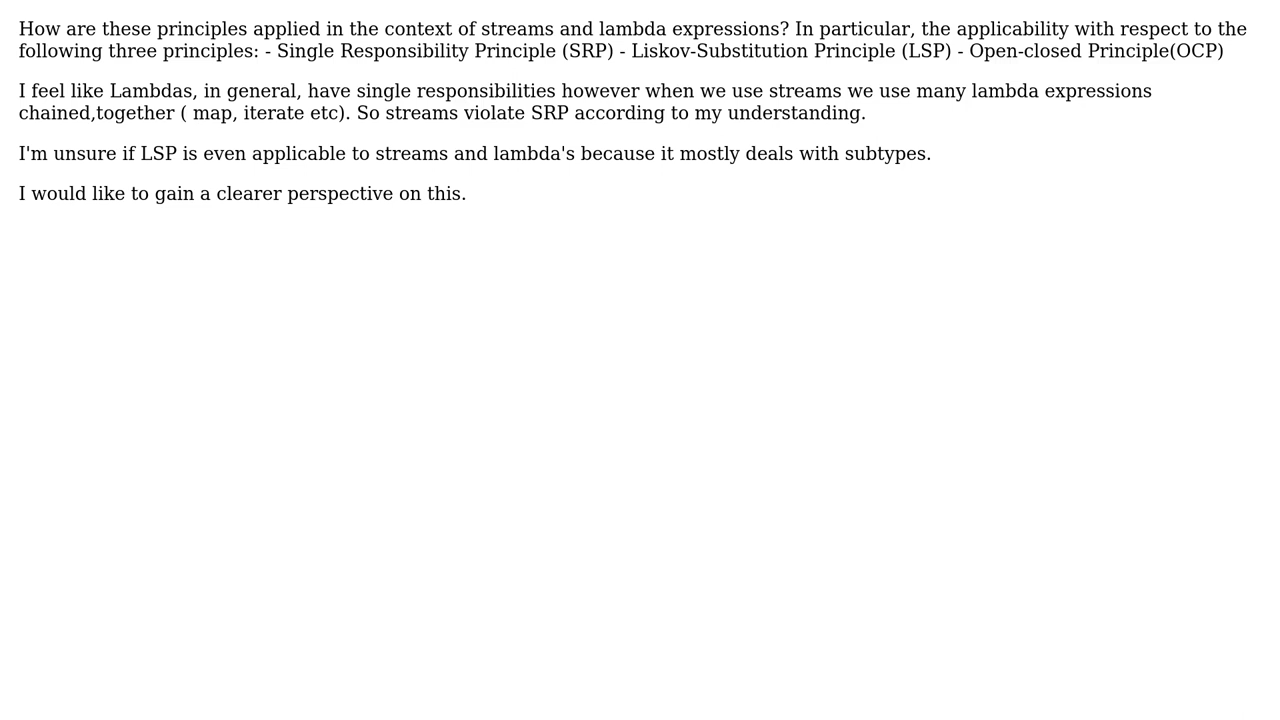 How are these principles applied in the context of streams and lambda expressions? In particular, the applicability with respect to the
following three principles: - Single Responsibility Principle (SRP) - Liskov-Substitution Principle (LSP) - Open-closed Principle(OCP)
I feel like Lambdas, in general, have single responsibilities however when we use streams we use many lambda expressions
chained,together ( map, iterate etc). So streams violate SRP according to my understanding.
I'm unsure if LSP is even applicable to streams and lambda's because it mostly deals with subtypes.
I would like to gain a clearer perspective on this.